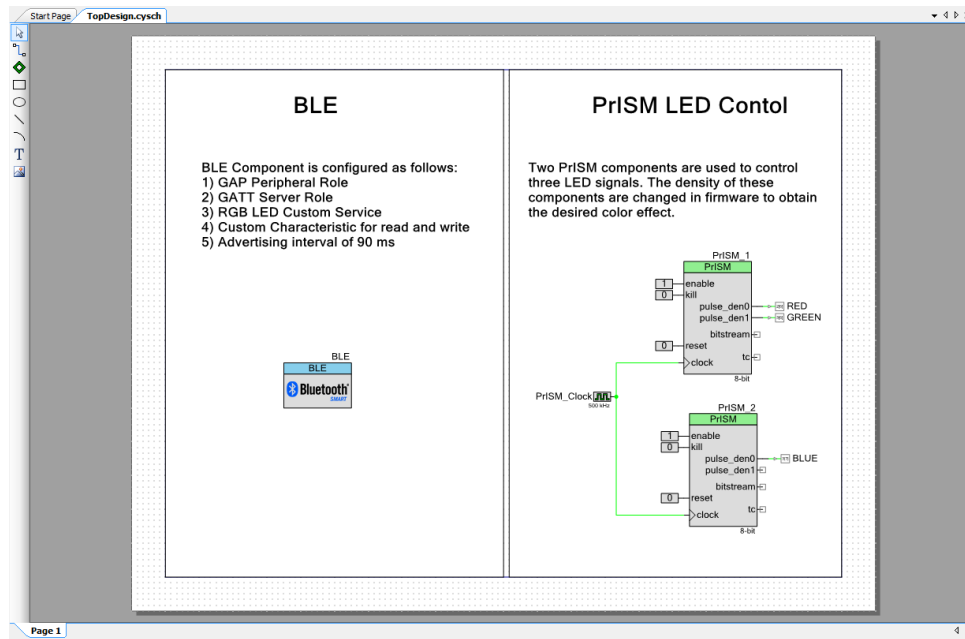 Start Page
TopDesign.cysch
T
BLE
BLE Component is configured as follows:
1) GAP Peripheral Role
2) GATT Server Role
3) RGB LED Custom Service
4) Custom Characteristic for read and write
5) Advertising interval of 90 ms
BLE
BLE
Bluetooth
SMART
PrISM LED Contol
Two PrISM components are used to control
three LED signals. The density of these
components are changed in firmware to obtain
the desired color effect.
PrISM_1
PrISM
1 enable
0 kill
pulse_den0 RED
pulse_den1 GREEN
bitstream
0 reset
tc
clock
8-bit
PrISM_Clock
500 kHz
PrISM_2
PrISM
1 enable
0 kill
pulse_den0 BLUE
pulse_den1
bitstream
0 reset
tc
clock
8-bit
Page 1